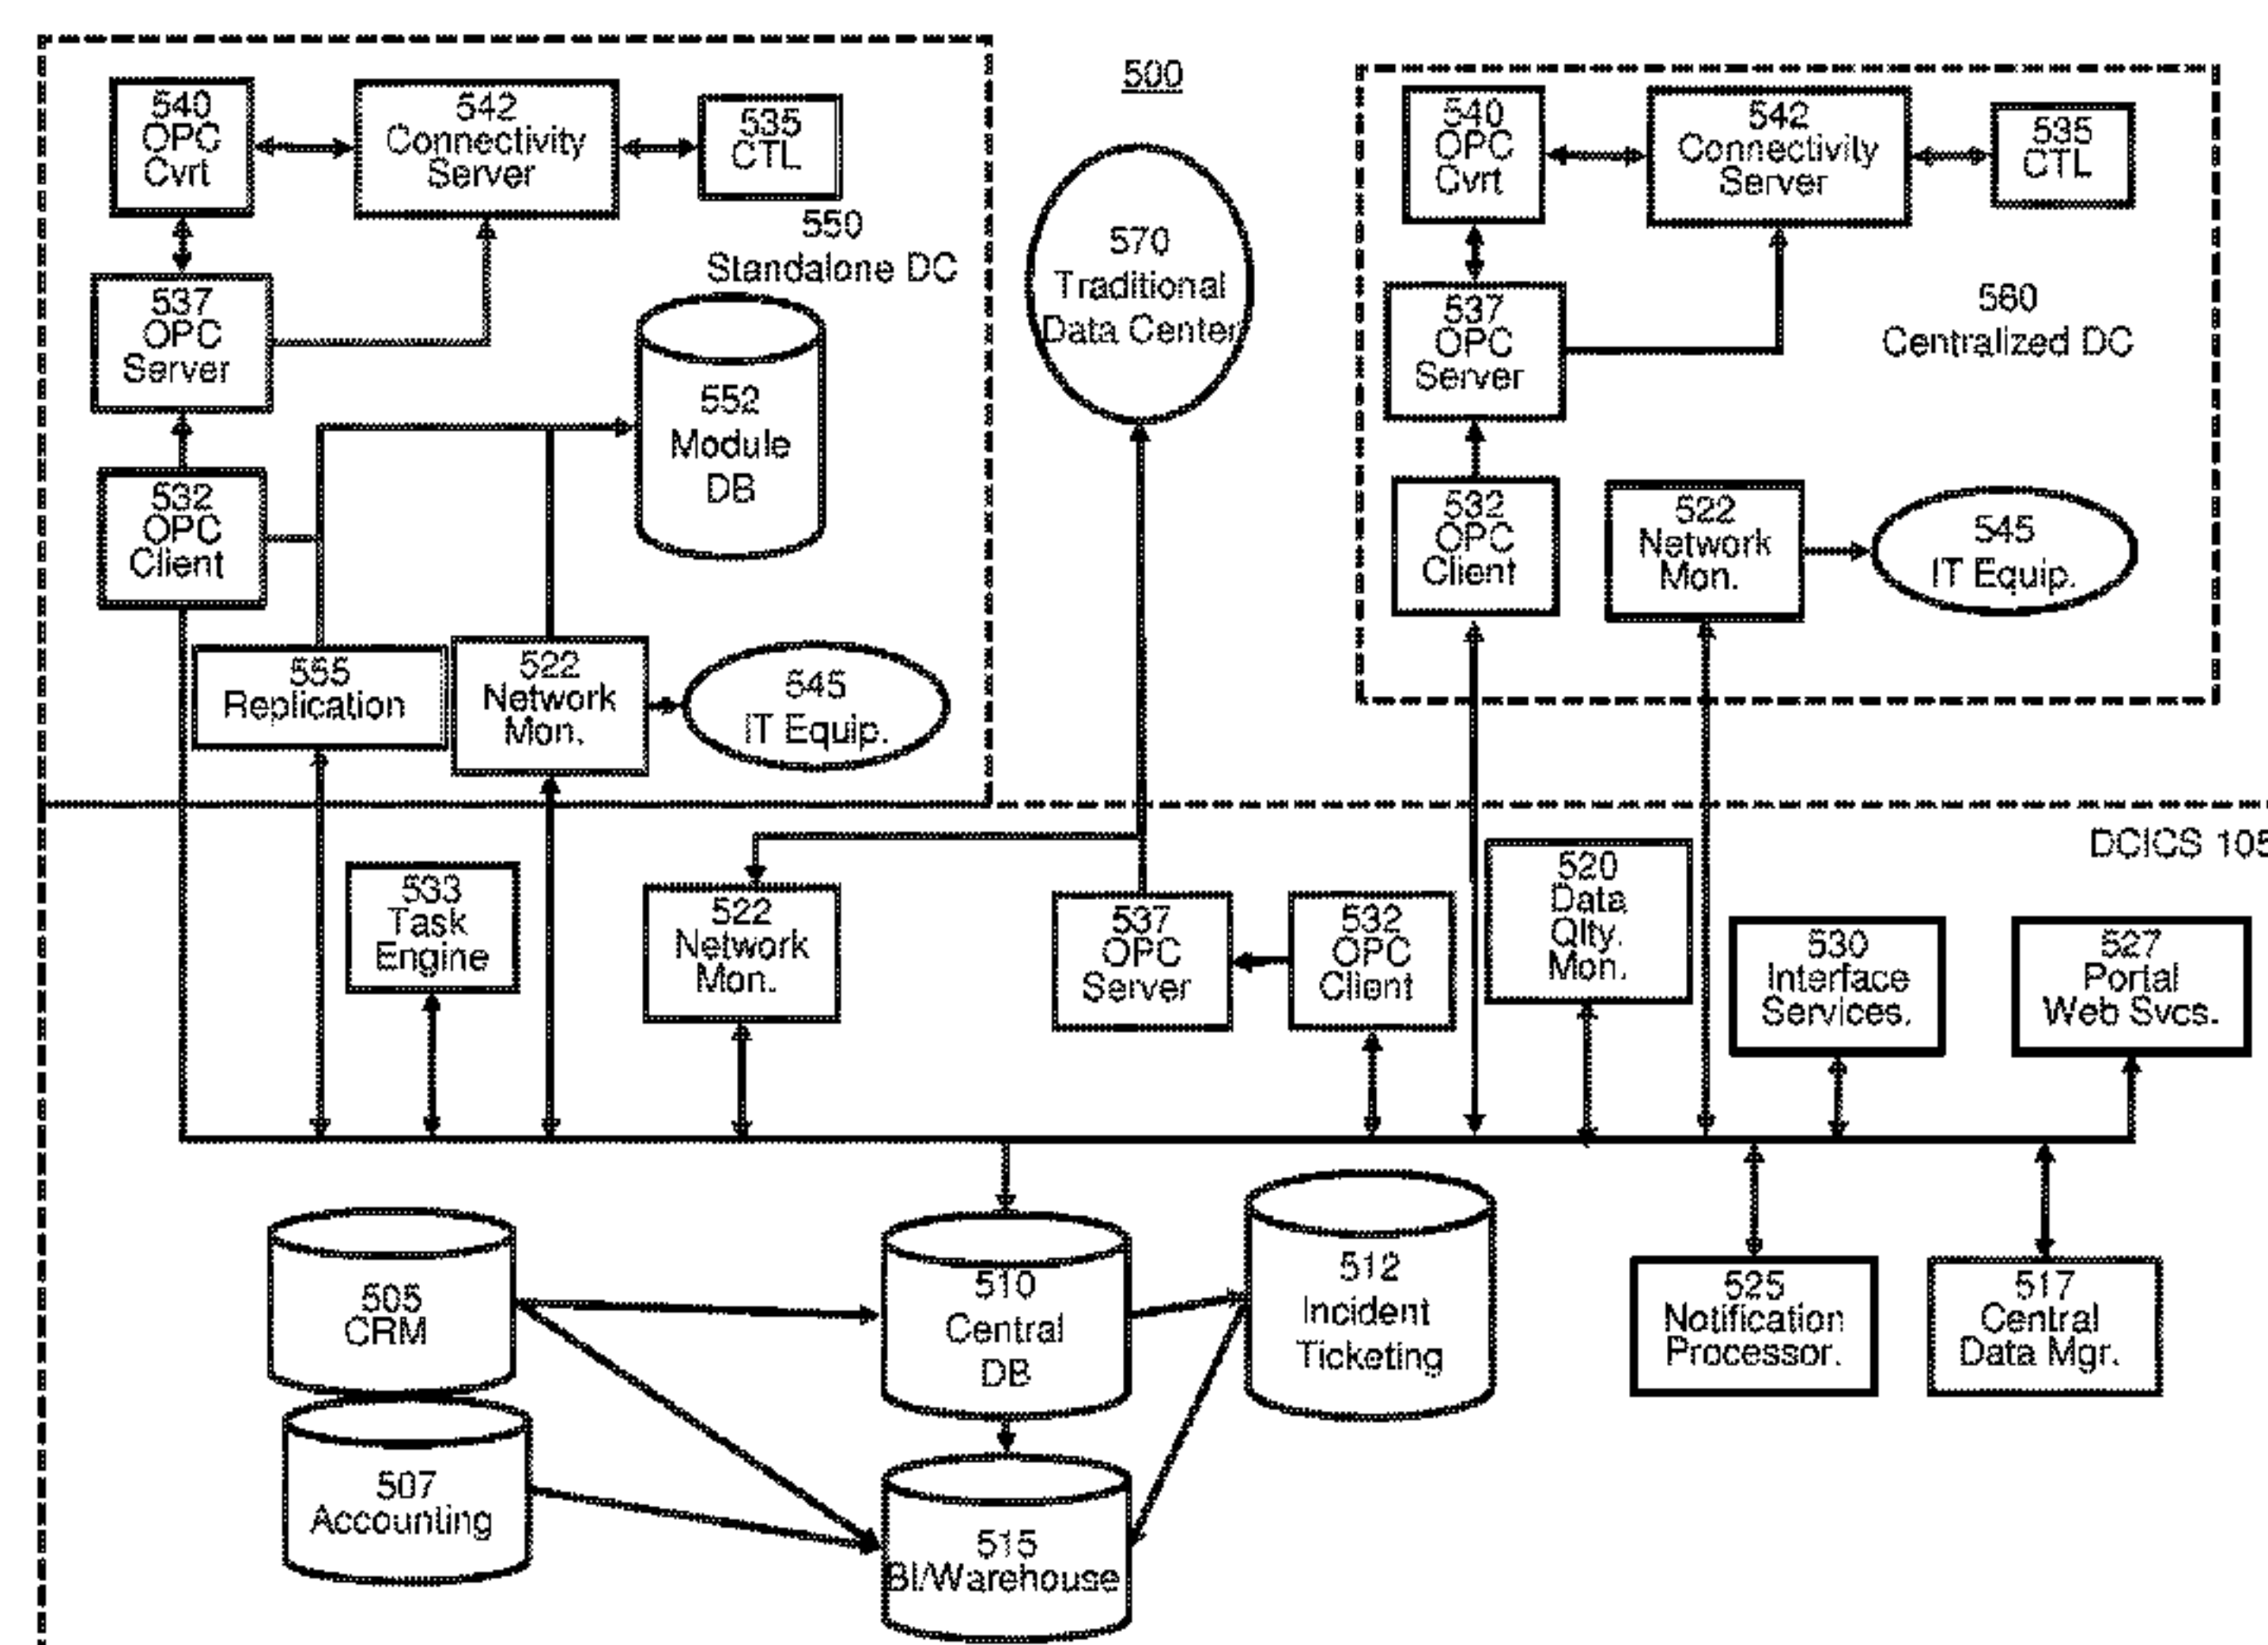 500
540
OPC
Cvrt
542
Connectivity
Server
535
CTL
550
Standalone DC
537
OPC
Server
552
Module
DB
532
OPC
Client
555
Replication
522
Network
Mon.
545
IT Equip.
570
Traditional
Data Center
540
OPC
Cvrt
542
Connectivity
Server
535
CTL
560
Centralized DC
537
OPC
Server
532
OPC
Client
522
Network
Mon.
545
IT Equip.
DCICS 105
533
Task
Engine
522
Network
Mon.
537
OPC
Server
532
OPC
Client
520
Data
Qlty.
Mon.
530
Interface
Services.
527
Portal
Web Svcs.
505
CRM
507
Accounting
510
Central
DB
515
BI/Warehouse
512
Incident
Ticketing
525
Notification
Processor.
517
Central
Data Mgr.